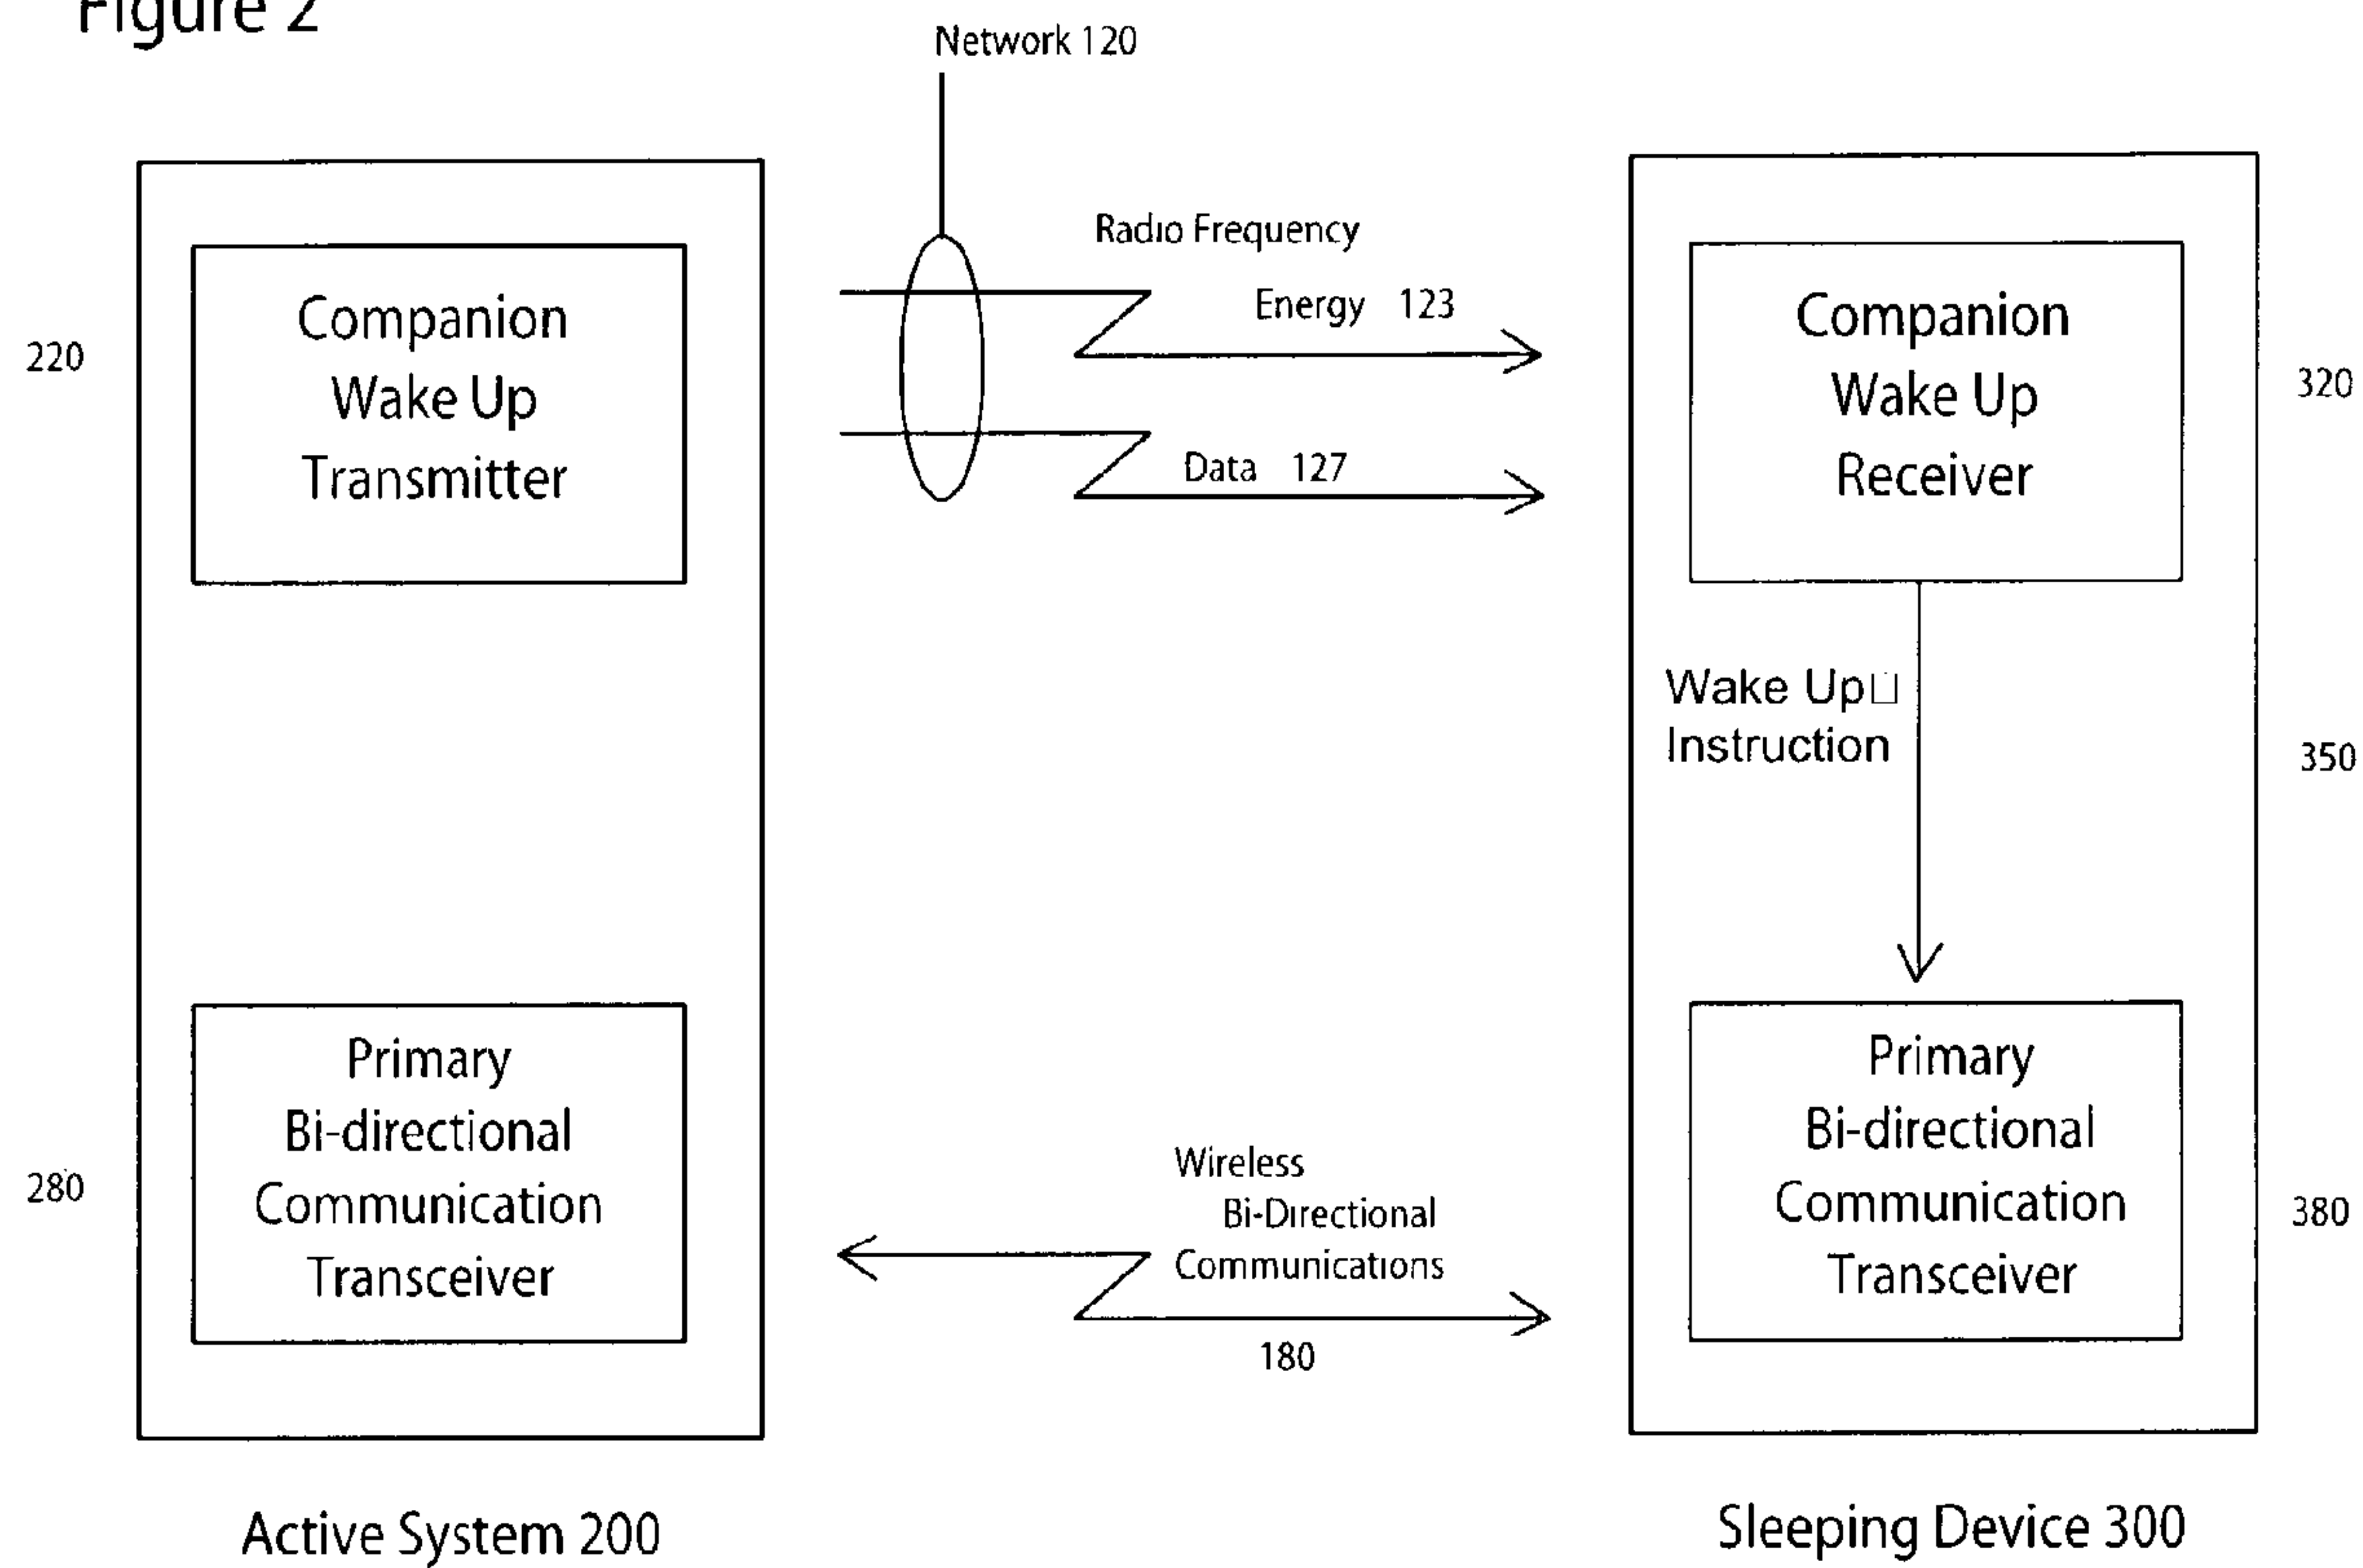 Figure 2
Network 120
Radio Frequency
Energy 123
Data 127
220
Companion
Wake Up
Transmitter
Companion
Wake Up
Receiver
320
Wake Up
Instruction
350
280
Primary
Bi-directional
Communication
Transceiver
Wireless
Bi-Directional
Communications
180
Primary
Bi-directional
Communication
Transceiver
380
Active System 200
Sleeping Device 300